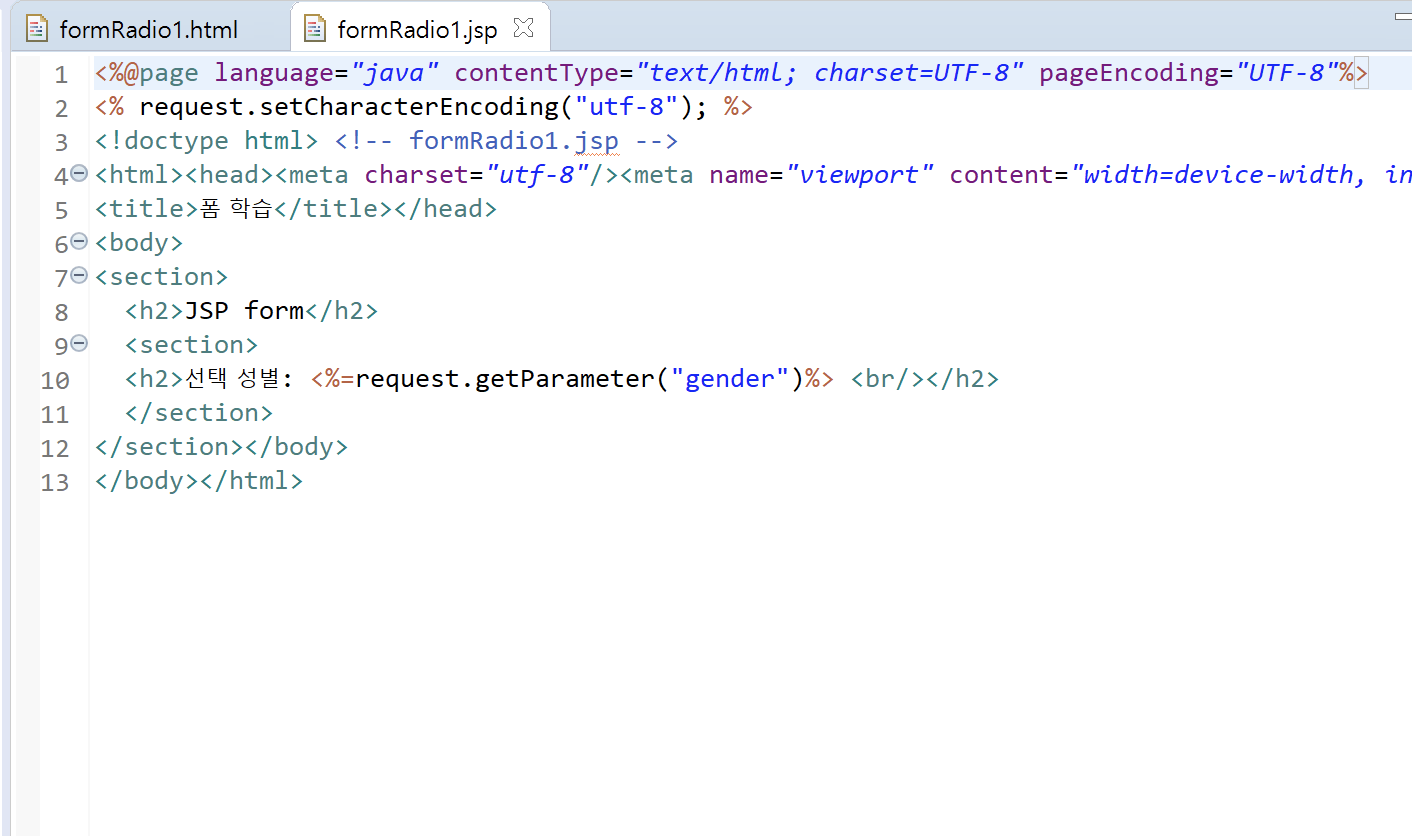 formRadio1.html formRadio1.jsp
1 <%@page language="java" contentType="text/html; charset=UTF-8" pageEncoding="UTF-8"%>
2 <% request.setCharacterEncoding("utf-8"); %>
3 <!doctype html> <!-- formRadio1.jsp -->
4 <html><head><meta charset="utf-8"/><meta name="viewport" content="width=device-width, in
5 <title>폼 학습</title></head>
6 <body>
7 <section>
8 <h2>JSP form</h2>
9 <section>
10 <h2>선택 성별: <%=request.getParameter("gender")%> <br/></h2>
11 </section>
12 </section></body>
13 </body></html>